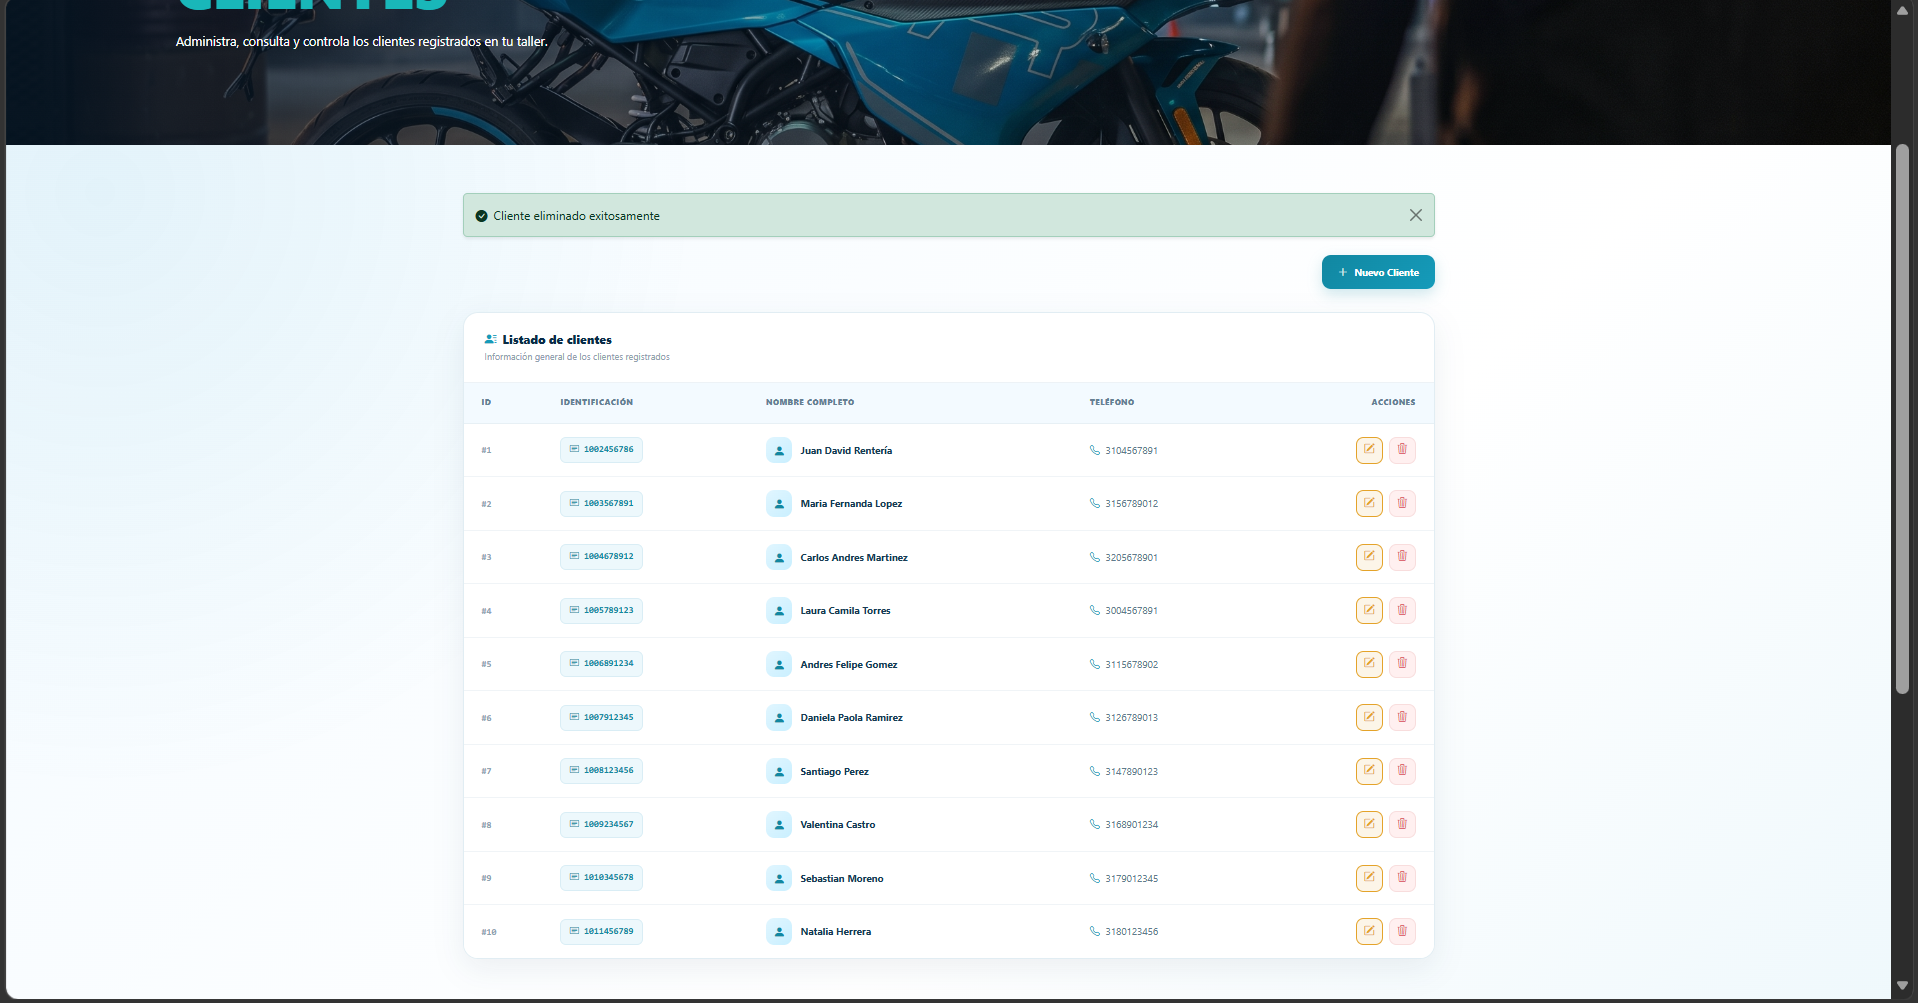 CLIENTES
Administra, consulta y controla los clientes registrados en tu taller.
Cliente eliminado exitosamente
+ Nuevo Cliente
Listado de clientes
Información general de los clientes registrados
ID IDENTIFICACIÓN NOMBRE COMPLETO TELÉFONO ACCIONES
#1 1002456786 Juan David Rentería 3104567891
#2 1003567891 Maria Fernanda Lopez 3156789012
#3 1004678912 Carlos Andres Martinez 3205678901
#4 1005789123 Laura Camila Torres 3004567891
#5 1006891234 Andres Felipe Gomez 3115678902
#6 1007912345 Daniela Paola Ramirez 3126789013
#7 1008123456 Santiago Perez 3147890123
#8 1009234567 Valentina Castro 3168901234
#9 1010345678 Sebastian Moreno 3179012345
#10 1011456789 Natalia Herrera 3180123456